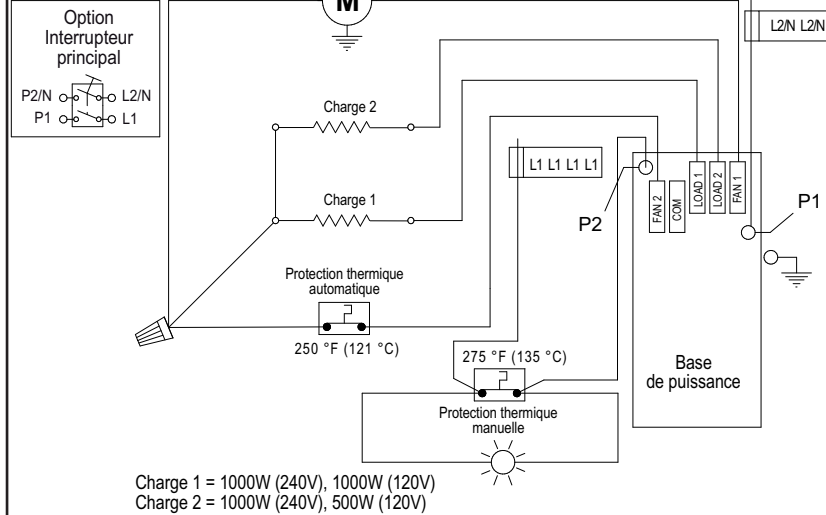 Option
Interrupteur
principal
P2/N
L2/N
P1
L1
M
L2/N L2/N
Charge 2
Charge 1
L1 L1 L1 L1
P2
FAN 2
COM
LOAD 1
LOAD 2
FAN 1
P1
Protection thermique
automatique
250 °F (121 °C)
275 °F (135 °C)
Protection thermique
manuelle
Base
de puissance
Charge 1 = 1000W (240V), 1000W (120V)
Charge 2 = 1000W (240V), 500W (120V)